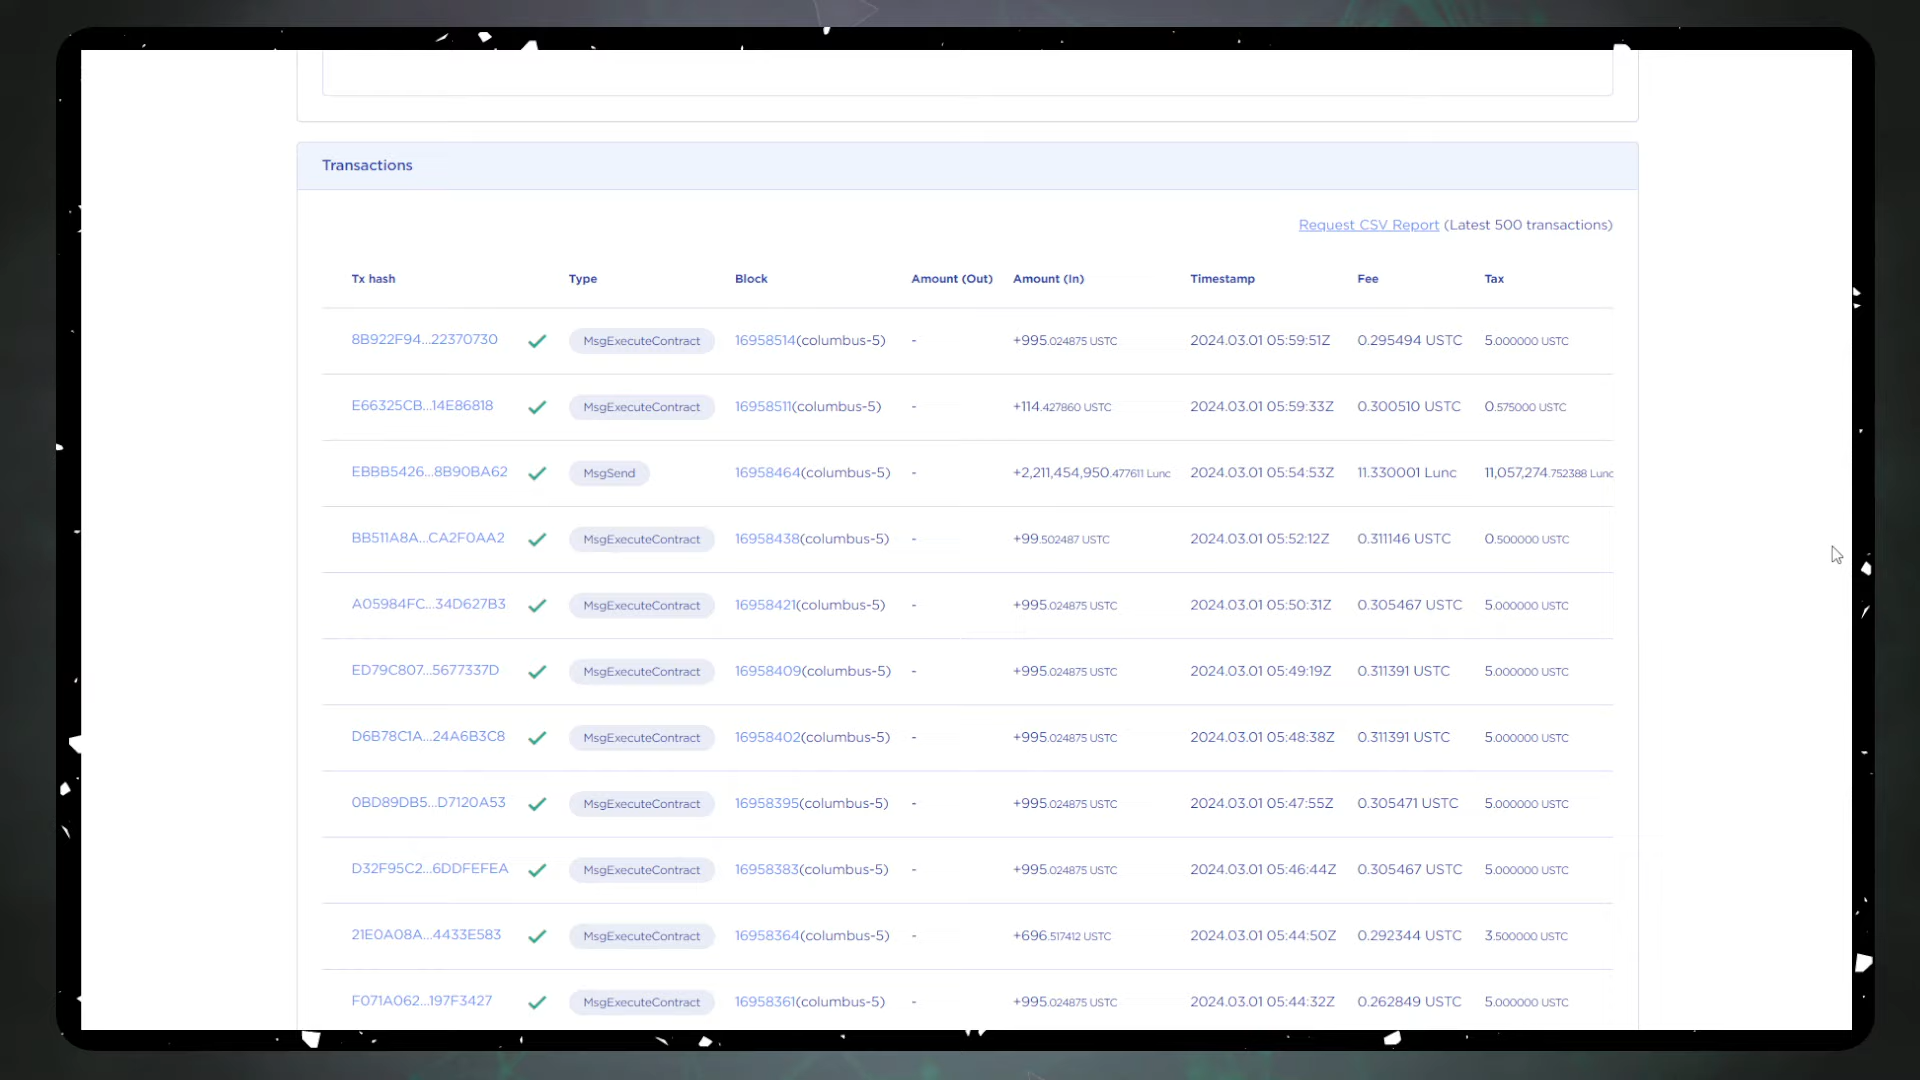 Transactions
Request CSV Report (Latest 500 transactions)
Tx hash Type Block Amount (Out) Amount (In) Timestamp Fee Tax
8B922F94...22370730 MsgExecuteContract 16958514(columbus-5) - +995.024875 USTC 2024.03.01 05:59:51Z 0.295494 USTC 5.000000 USTC
E66325CB...14E86818 MsgExecuteContract 16958511(columbus-5) - +114.427860 USTC 2024.03.01 05:59:33Z 0.300510 USTC 0.575000 USTC
EBBB5426...8B90BA62 MsgSend 16958464(columbus-5) - +2,211,454,950.477611 Lunc 2024.03.01 05:54:53Z 11.330001 Lunc 11,057,274.752388 Lunc
BB511A8A...CA2F0AA2 MsgExecuteContract 16958438(columbus-5) - +99.502487 USTC 2024.03.01 05:52:12Z 0.311146 USTC 0.500000 USTC
A05984FC...34D627B3 MsgExecuteContract 16958421(columbus-5) - +995.024875 USTC 2024.03.01 05:50:31Z 0.305467 USTC 5.000000 USTC
ED79C807...5677337D MsgExecuteContract 16958409(columbus-5) - +995.024875 USTC 2024.03.01 05:49:19Z 0.311391 USTC 5.000000 USTC
D6B78C1A...24A6B3C8 MsgExecuteContract 16958402(columbus-5) - +995.024875 USTC 2024.03.01 05:48:38Z 0.311391 USTC 5.000000 USTC
0BD89DB5...D7120A53 MsgExecuteContract 16958395(columbus-5) - +995.024875 USTC 2024.03.01 05:47:55Z 0.305471 USTC 5.000000 USTC
D32F95C2...6DDFEFEA MsgExecuteContract 16958383(columbus-5) - +995.024875 USTC 2024.03.01 05:46:44Z 0.305467 USTC 5.000000 USTC
21E0A08A...4433E583 MsgExecuteContract 16958364(columbus-5) - +696.517412 USTC 2024.03.01 05:44:50Z 0.292344 USTC 3.500000 USTC
F071A062...197F3427 MsgExecuteContract 16958361(columbus-5) - +995.024875 USTC 2024.03.01 05:44:32Z 0.262849 USTC 5.000000 USTC